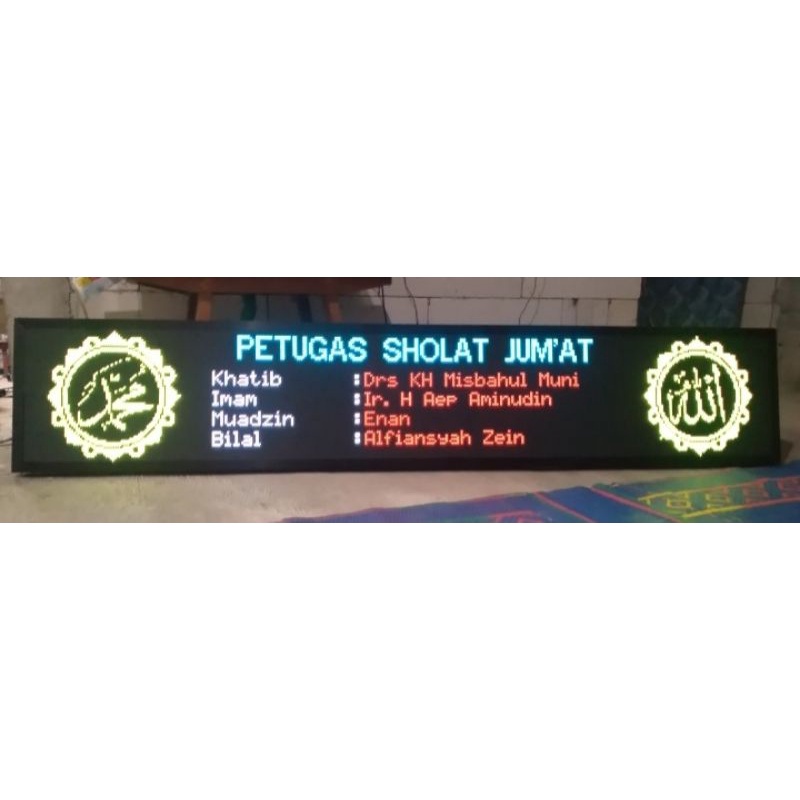 PETUGAS SHOLAT JUM'AT
Khatib :Drs KH Misbahul Muni
Imam :Ir. H Aep Aminudin
Muadzin :Enan
Bilal :Alfiansyah Zein
محمد
الله